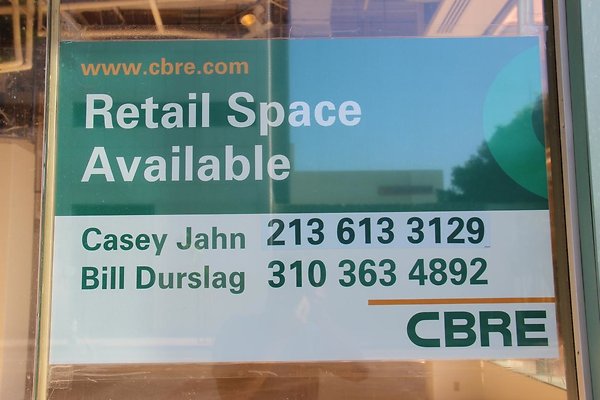 www.cbre.com
Retail Space
Available
Casey Jahn 213 613 3129
Bill Durslag 310 363 4892
CBRE